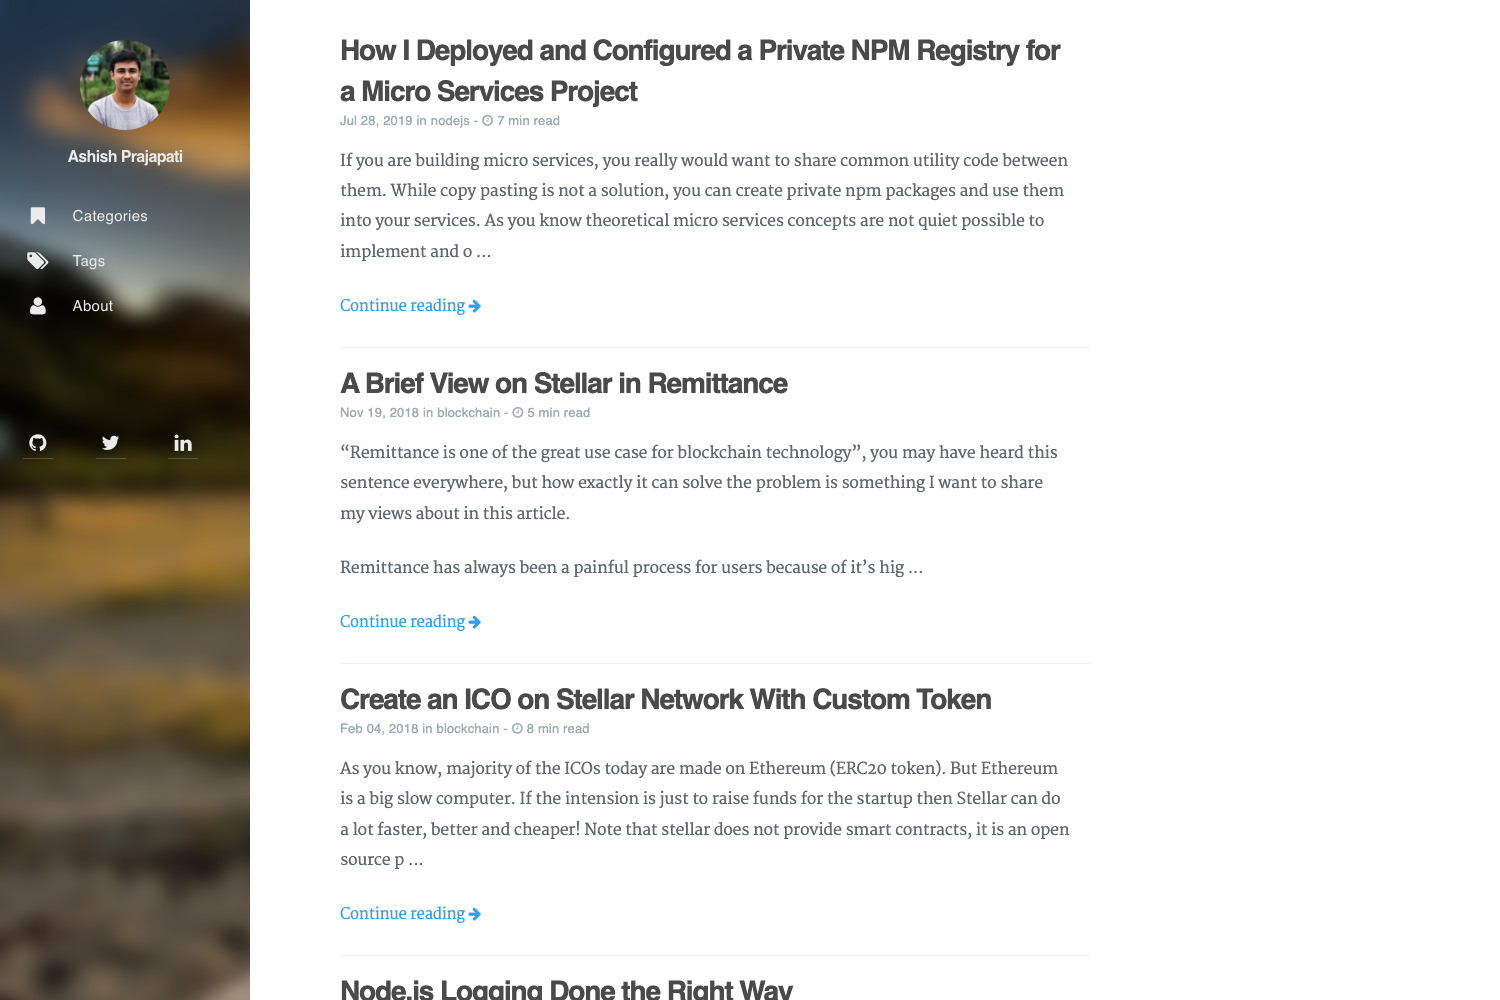 Ashish Prajapati
Categories
Tags
About
How I Deployed and Configured a Private NPM Registry for
a Micro Services Project
Jul 28, 2019 in nodejs - 7 min read
If you are building micro services, you really would want to share common utility code between
them. While copy pasting is not a solution, you can create private npm packages and use them
into your services. As you know theoretical micro services concepts are not quiet possible to
implement and o ...
Continue reading
A Brief View on Stellar in Remittance
Nov 19, 2018 in blockchain - 5 min read
“Remittance is one of the great use case for blockchain technology”, you may have heard this
sentence everywhere, but how exactly it can solve the problem is something I want to share
my views about in this article.
Remittance has always been a painful process for users because of it’s hig ...
Continue reading
Create an ICO on Stellar Network With Custom Token
Feb 04, 2018 in blockchain - 8 min read
As you know, majority of the ICOs today are made on Ethereum (ERC20 token). But Ethereum
is a big slow computer. If the intension is just to raise funds for the startup then Stellar can do
a lot faster, better and cheaper! Note that stellar does not provide smart contracts, it is an open
source p ...
Continue reading
Node.js Logging Done the Right Way